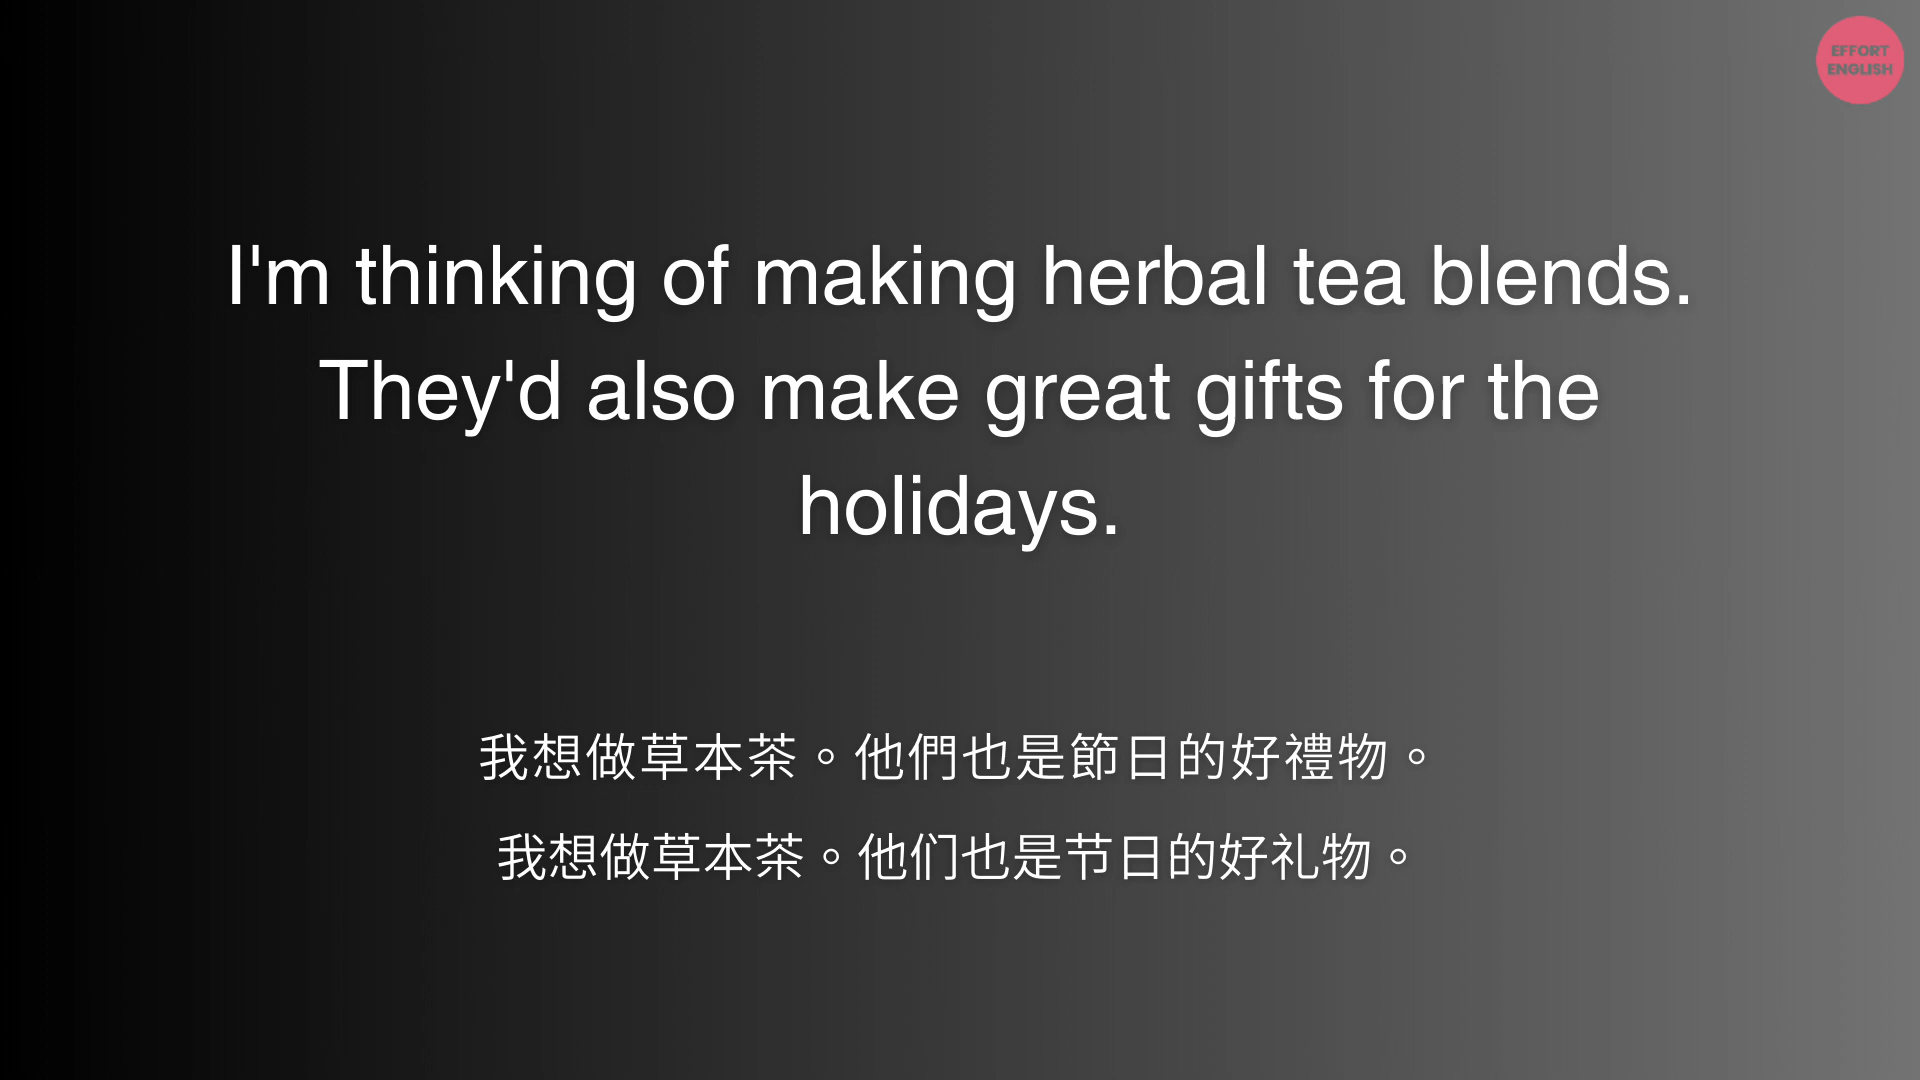 EFFORT
ENGLISH
I'm thinking of making herbal tea blends.
They'd also make great gifts for the
holidays.
我想做草本茶。他們也是節日的好禮物。
我想做草本茶。他们也是节日的好礼物。